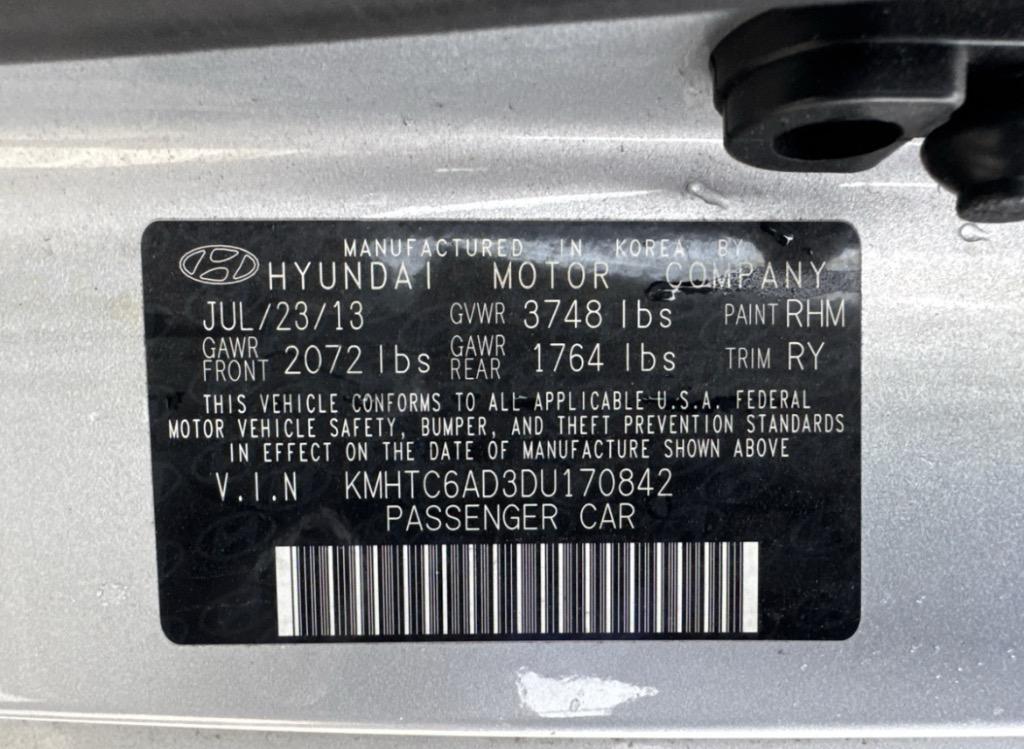 MANUFACTURED IN KOREA BY
HYUNDAI MOTOR COMPANY
JUL/23/13 GVWR 3748 lbs PAINT RHM
GAWR FRONT 2072 lbs GAWR REAR 1764 lbs TRIM RY
THIS VEHICLE CONFORMS TO ALL APPLICABLE U.S.A. FEDERAL
MOTOR VEHICLE SAFETY, BUMPER, AND THEFT PREVENTION STANDARDS
IN EFFECT ON THE DATE OF MANUFACTURE SHOWN ABOVE
V.I.N KMHTC6AD3DU170842
PASSENGER CAR